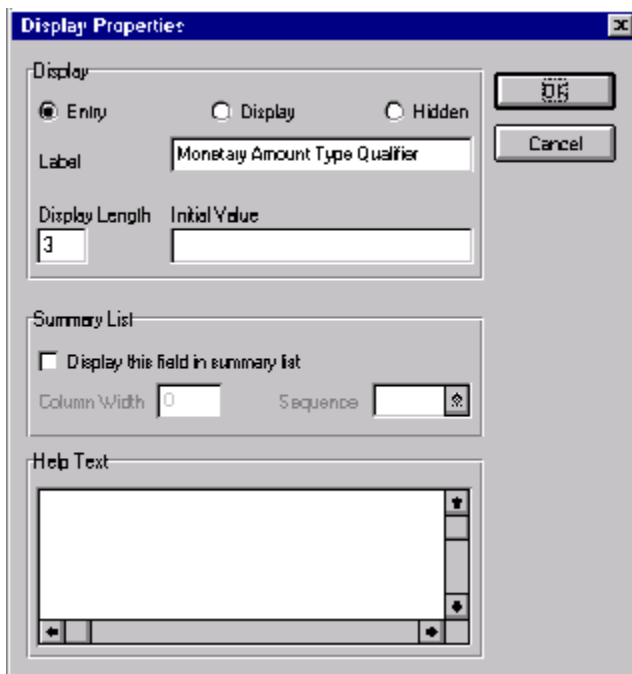 Display Properties
Display
Entry
Display
Hidden
Label
Monetary Amount Type Qualifier
Display Length
Initial Value
3
OK
Cancel
Summary List
Display this field in summary list
Column Width
0
Sequence
Help Text